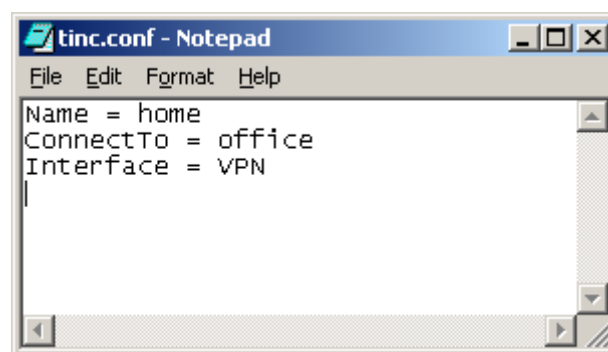 tinc.conf - Notepad
File Edit Format Help
Name = home
ConnectTo = office
Interface = VPN